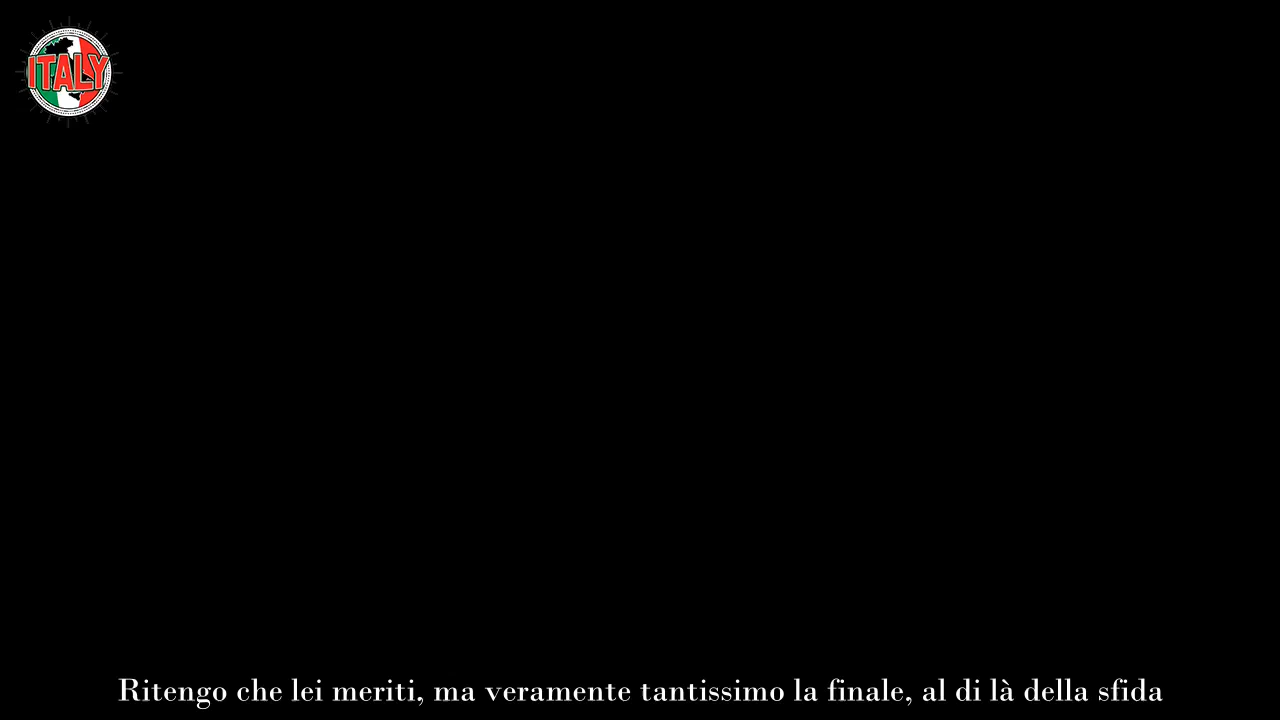 ITALY
Ritengo che lei meriti, ma veramente tantissimo la finale, al di là della sfida